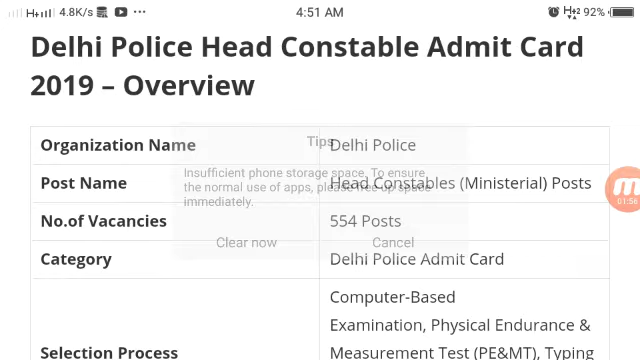 H+ 4.8K/s ••• 4:51 AM H+2 92%
Delhi Police Head Constable Admit Card
2019 – Overview
Organization Name Delhi Police
Post Name Head Constables (Ministerial) Posts
No.of Vacancies 554 Posts
Category Delhi Police Admit Card
Selection Process Computer-Based
Examination, Physical Endurance &
Measurement Test (PE&MT), Typing
Tips
Insufficient phone storage space. To ensure
the normal use of apps, please free up space
immediately.
Clear now Cancel
01:56